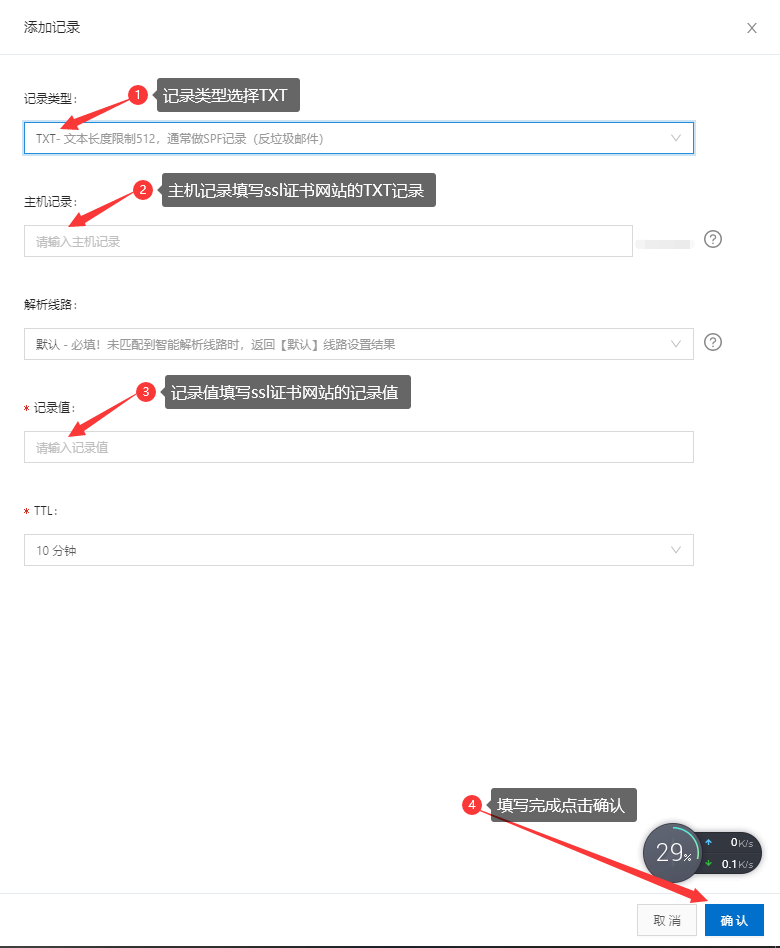 添加记录
记录类型:
1 记录类型选择TXT
TXT- 文本长度限制512，通常做SPF记录（反垃圾邮件）
主机记录:
2 主机记录填写ssl证书网站的TXT记录
请输入主机记录
?
解析线路:
默认 - 必填！未匹配到智能解析线路时，返回【默认】线路设置结果
?
* 记录值:
3 记录值填写ssl证书网站的记录值
请输入记录值
* TTL:
10 分钟
4 填写完成点击确认
29%
0K/s
0.1K/s
取 消
确 认